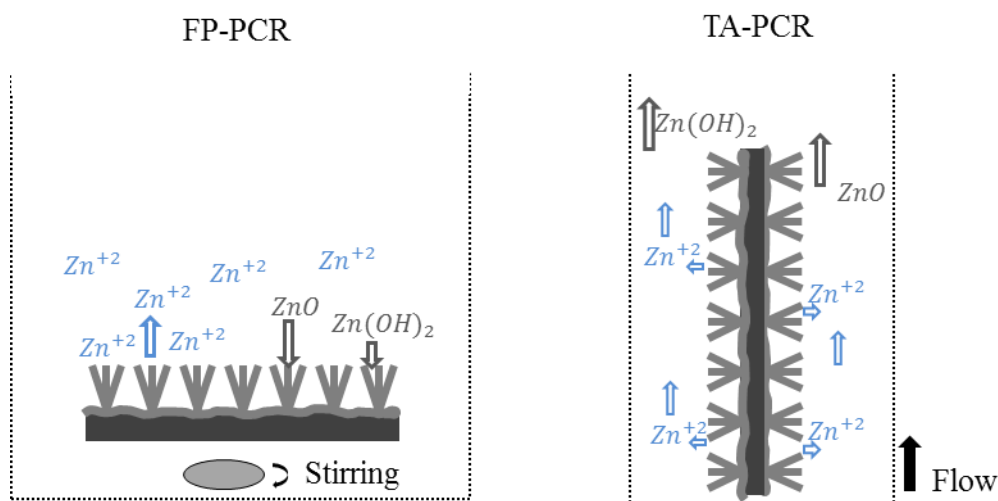 FP-PCR
Zn⁺²
Zn⁺²
Zn⁺²
Zn⁺²
ZnO
Zn(OH)₂
Zn⁺²
Zn⁺²
Stirring
TA-PCR
Zn(OH)₂
ZnO
Zn⁺²
Zn⁺²
Zn⁺²
Zn⁺²
Flow